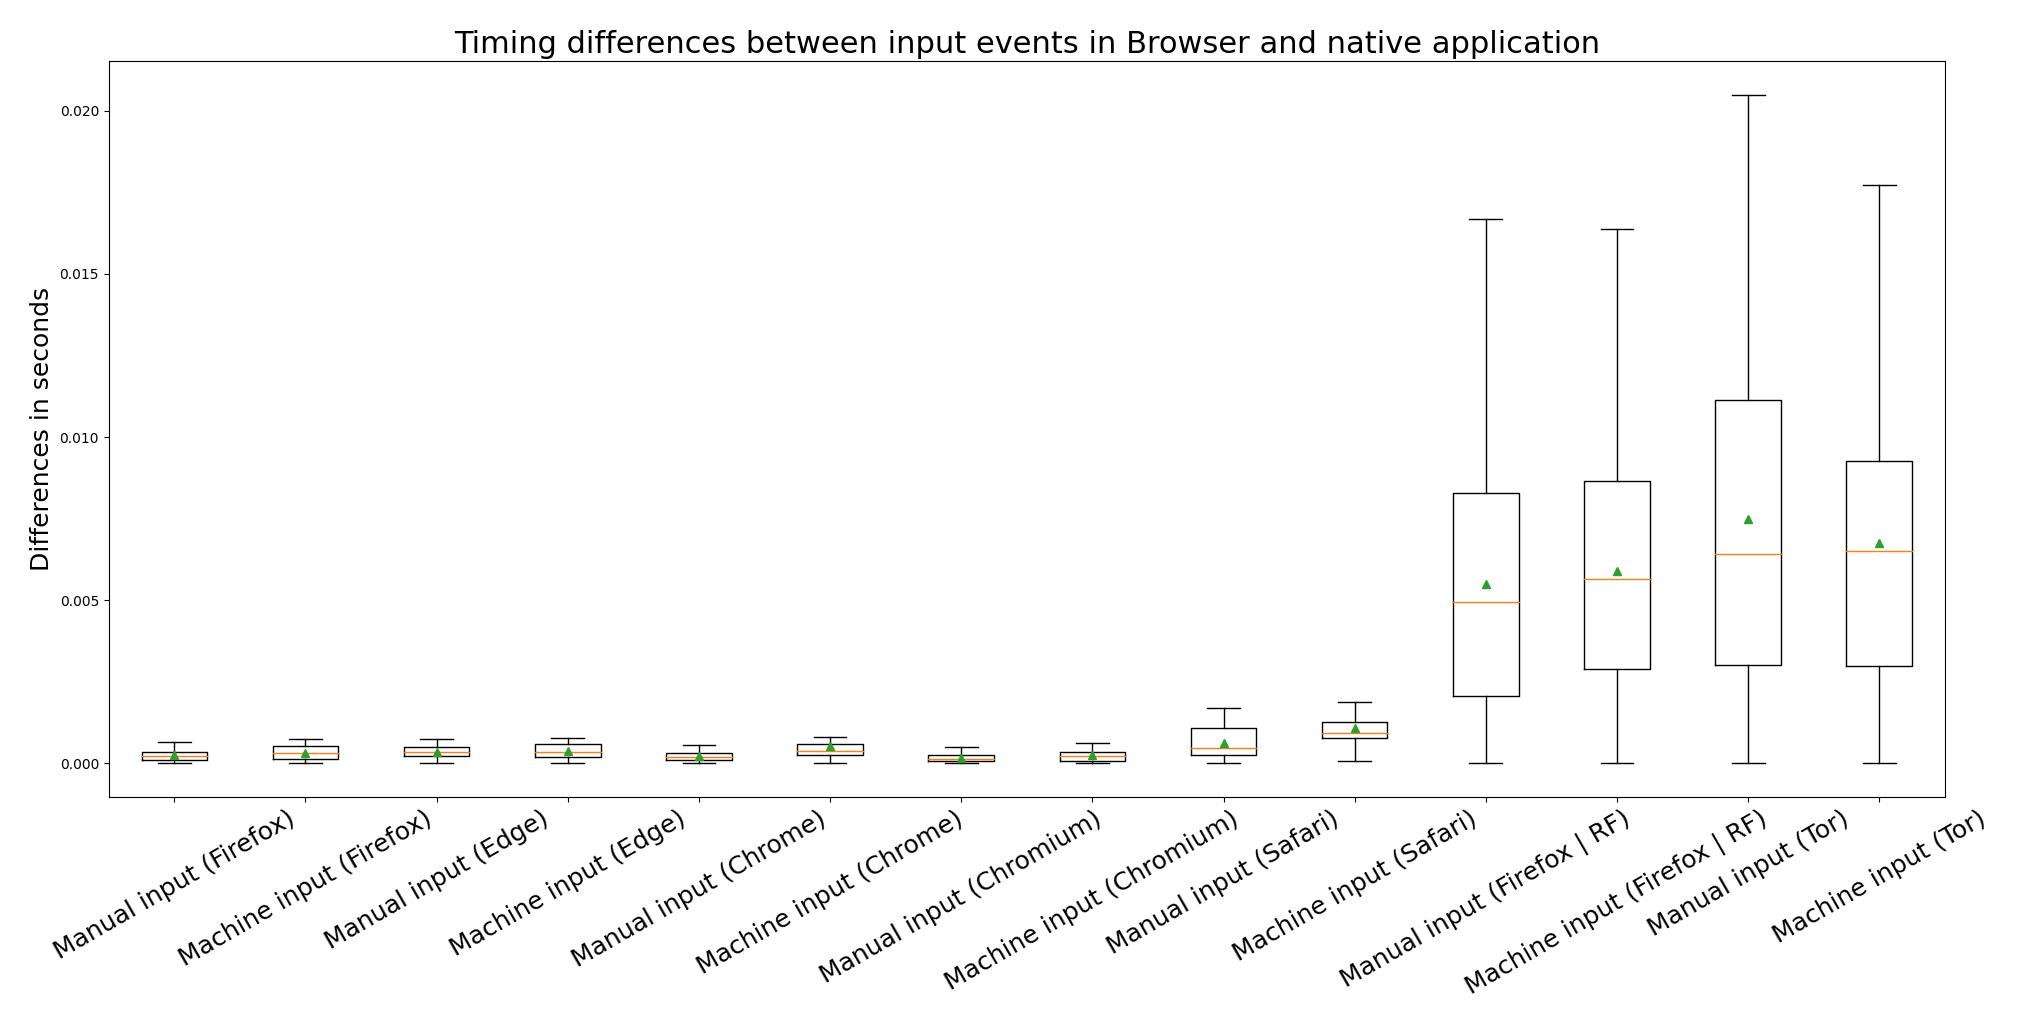 Timing differences between input events in Browser and native application
Differences in seconds
0.020
0.015
0.010
0.005
0.000
Manual input (Firefox)
Machine input (Firefox)
Manual input (Edge)
Machine input (Edge)
Manual input (Chrome)
Machine input (Chrome)
Manual input (Chromium)
Machine input (Chromium)
Manual input (Safari)
Machine input (Safari)
Manual input (Firefox | RF)
Machine input (Firefox | RF)
Manual input (Tor)
Machine input (Tor)